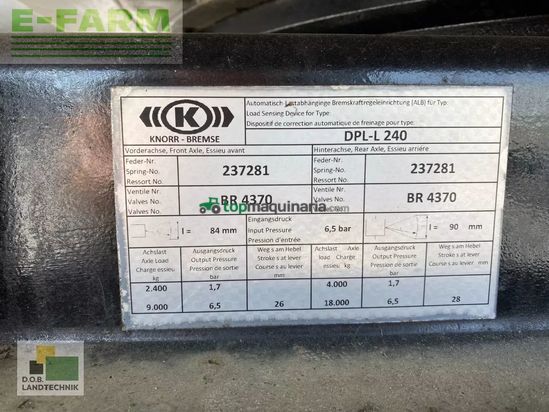 E-FARM
KNORR - BREMSE
Automatisch-Lastabhänginge Bremskraftregeleinrichtung (ALB) für Typ:
Load Sensing Device for Type:
Dispositif de correction automatique de freinage pour type:
DPL-L 240
Vorderachse, Front Axle, Essieu avant
Hinterachse, Rear Axle, Essieu arrière
Feder-Nr.
Spring-No.
Ressort No.
237281
Feder-Nr.
Spring-No.
Ressort No.
237281
Ventile Nr.
Valves No.
Valves No.
BR 4370
Ventile Nr.
Valves No.
BR 4370
topmaquinaria.com
l = 84 mm
Eingangsdruck
Input Pressure
Pression d'entrée
6,5 bar
l = 90 mm
Achslast
Axle Load
Charge essieu
kg
Ausgangsdruck
Output Pressure
Pression de sortie
bar
Weg s am Hebel
Stroke s at lever
Course s au levier
mm
Achslast Axle
load Charge
essieu kg
Ausgangsdruck
Output Pressure
Pression de sortie
bar
Weg s am Hebel
Stroke s at lever
Course s au levier mm
2.400 1,7 4.000 1,7
9.000 6,5 26 18.000 6,5 28
D.O.B.
LANDTECHNIK